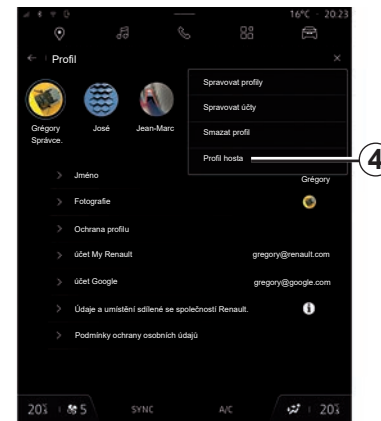 16°C 20:23
Profil
Spravovat profily
Spravovat účty
Smazat profil
Profil hosta
4
Grégory
Správce.
José
Jean-Marc
Jméno
Grégory
Fotografie
Ochrana profilu
účet My Renault
gregory@renault.com
účet Google
gregory@google.com
Údaje a umístění sdílené se společností Renault.
Podmínky ochrany osobních údajů
5 SYNC A/C